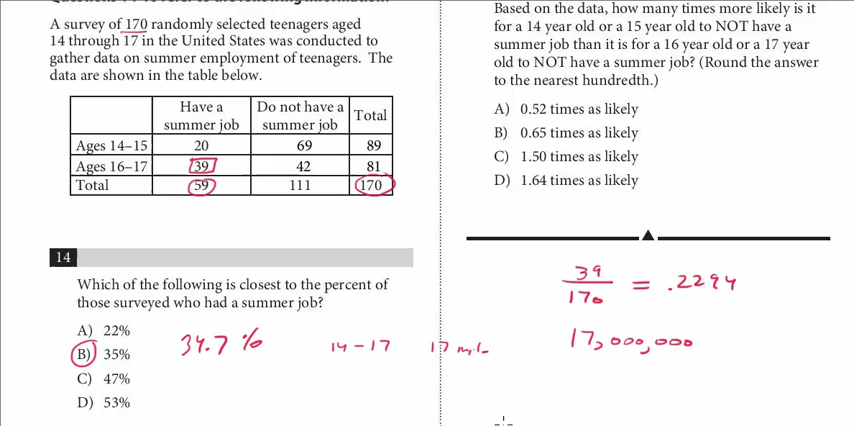 A survey of 170 randomly selected teenagers aged
14 through 17 in the United States was conducted to
gather data on summer employment of teenagers. The
data are shown in the table below.
Have a summer job Do not have a summer job Total
Ages 14–15 20 69 89
Ages 16–17 39 42 81
Total 59 111 170
14
Which of the following is closest to the percent of
those surveyed who had a summer job?
A) 22%
B) 35%
C) 47%
D) 53%
34.7 %
14 – 17 17 mil
Based on the data, how many times more likely is it
for a 14 year old or a 15 year old to NOT have a
summer job than it is for a 16 year old or a 17 year
old to NOT have a summer job? (Round the answer
to the nearest hundredth.)
A) 0.52 times as likely
B) 0.65 times as likely
C) 1.50 times as likely
D) 1.64 times as likely
39/170 = .2294
17,000,000